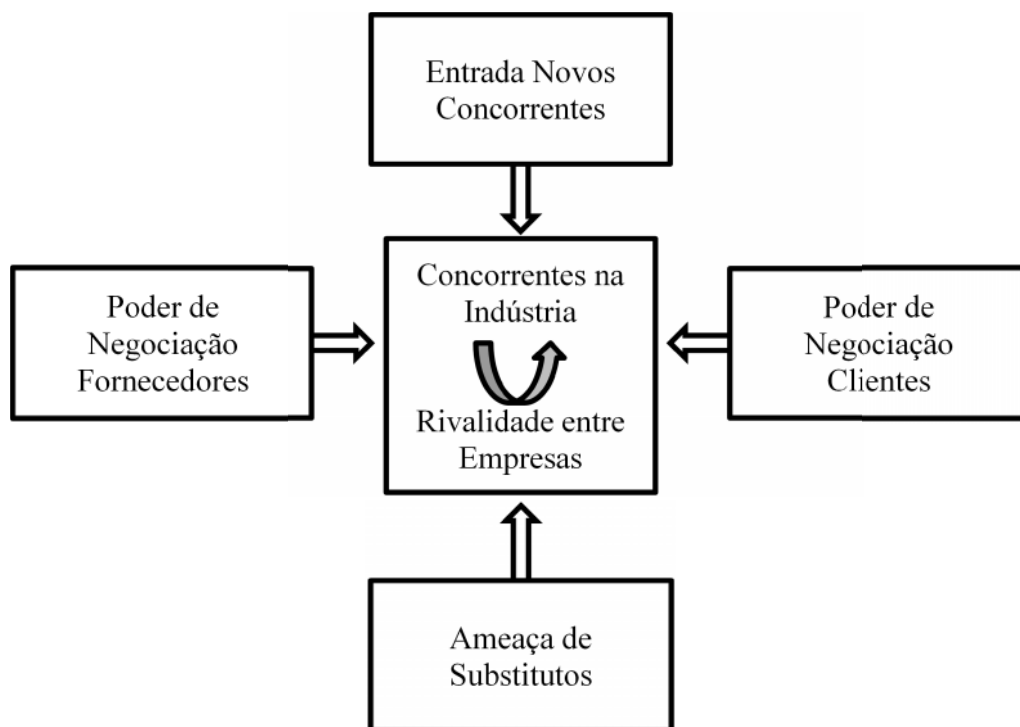 Entrada Novos
Concorrentes
Poder de
Negociação
Fornecedores
Concorrentes na
Indústria
Rivalidade entre
Empresas
Poder de
Negociação
Clientes
Ameaça de
Substitutos